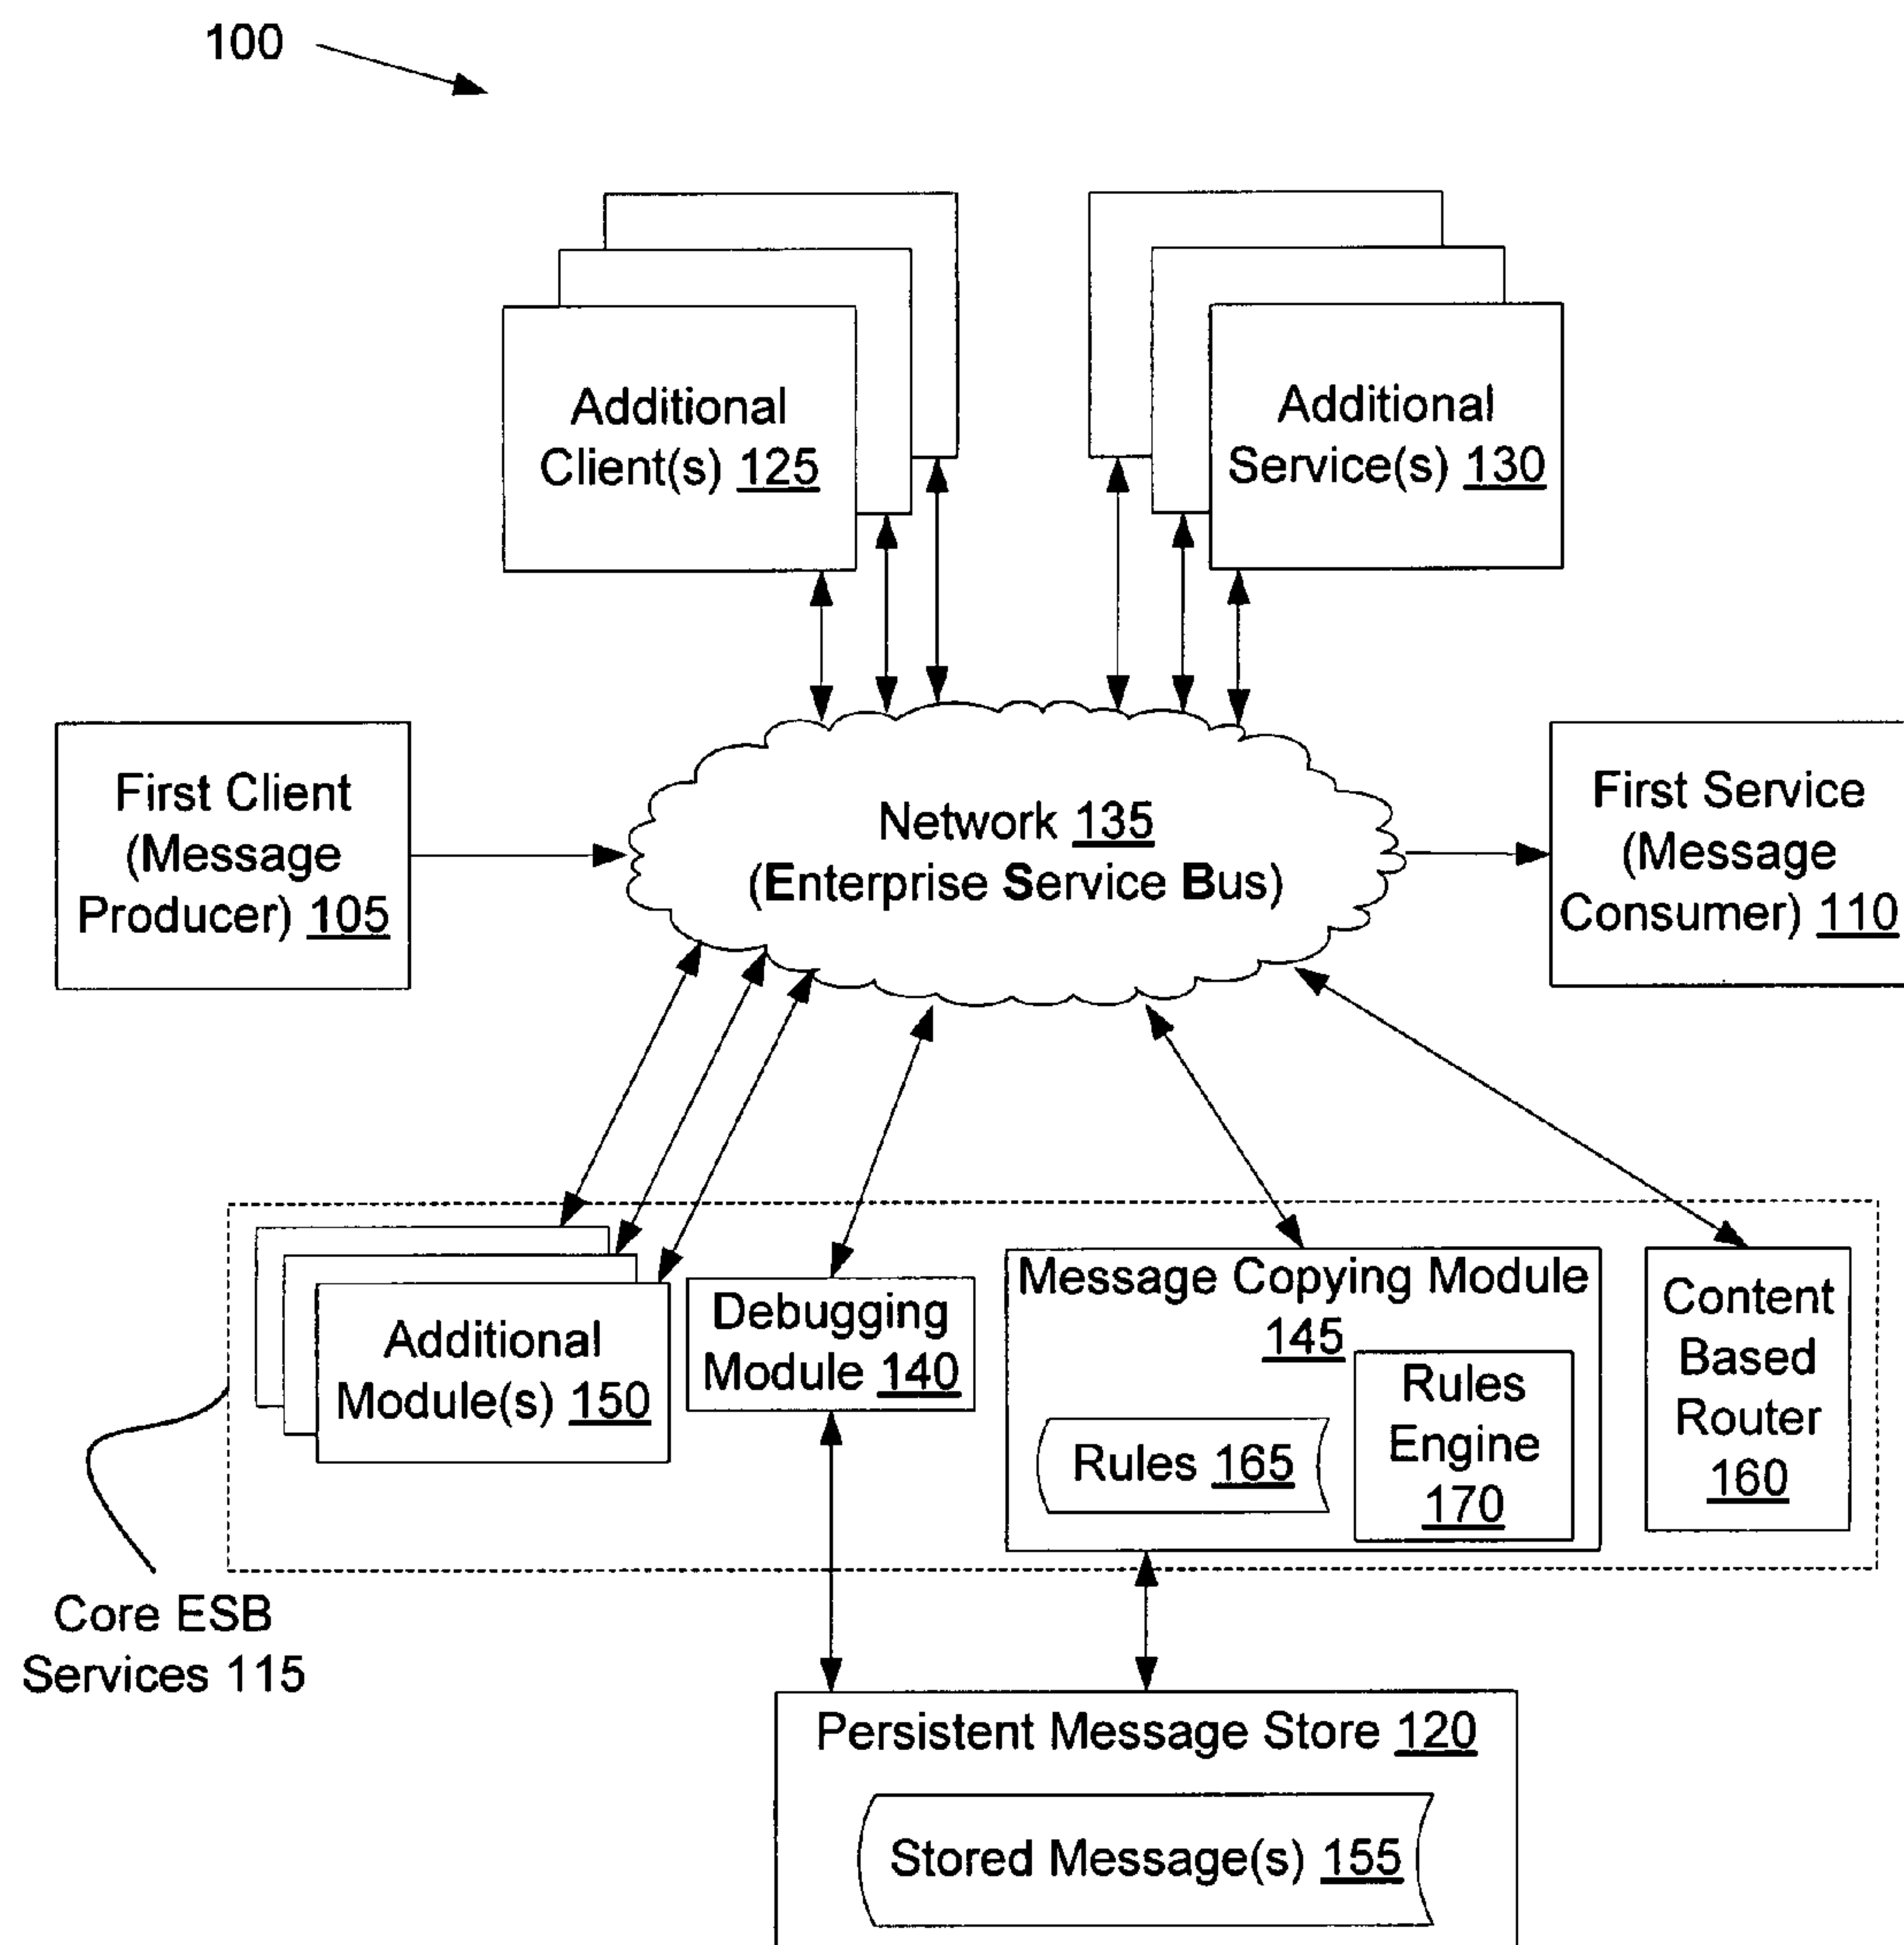 100
Additional
Client(s) 125
Additional
Service(s) 130
First Client
(Message
Producer) 105
Network 135
(Enterprise Service Bus)
First Service
(Message
Consumer) 110
Additional
Module(s) 150
Debugging
Module 140
Message Copying Module
145
Rules 165
Rules
Engine
170
Content
Based
Router
160
Core ESB
Services 115
Persistent Message Store 120
Stored Message(s) 155